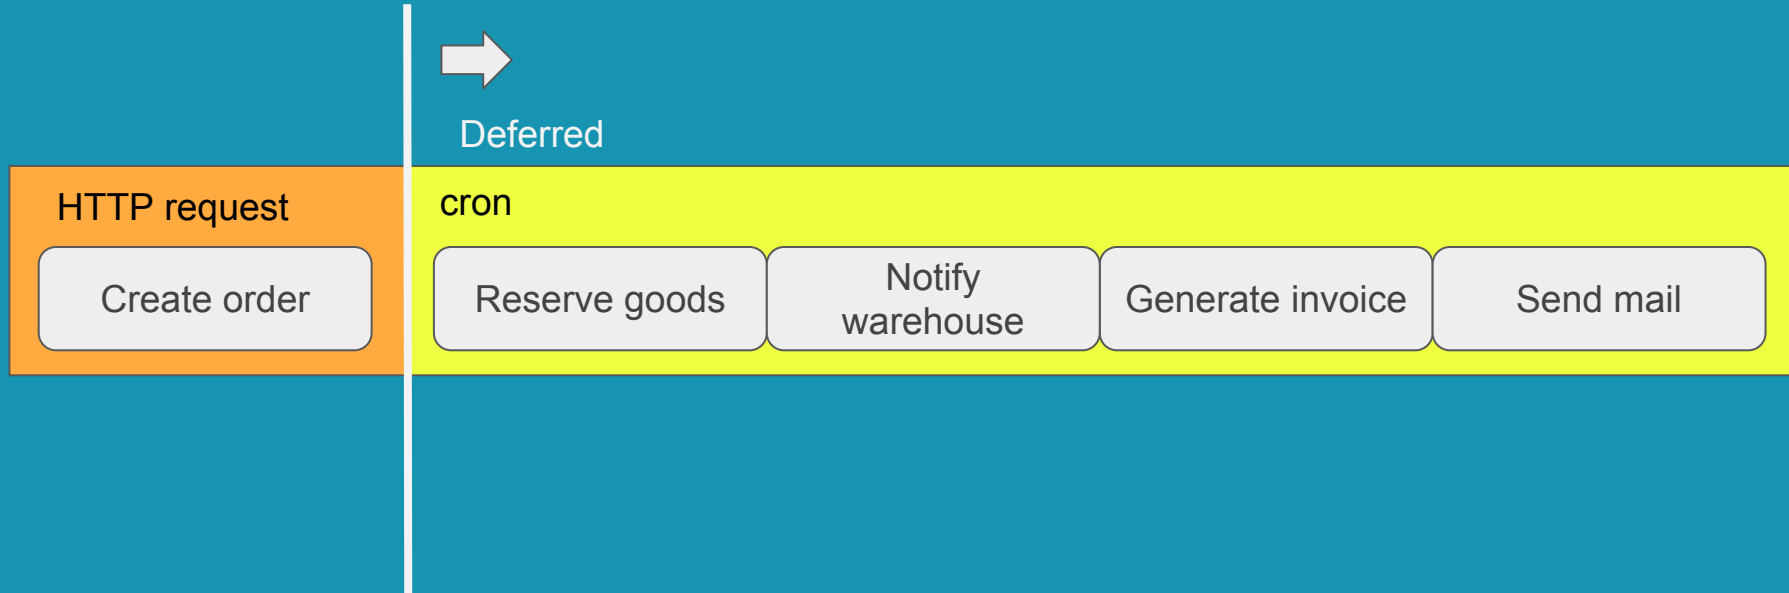 Deferred
HTTP request
cron
Create order
Reserve goods
Notify
warehouse
Generate invoice
Send mail